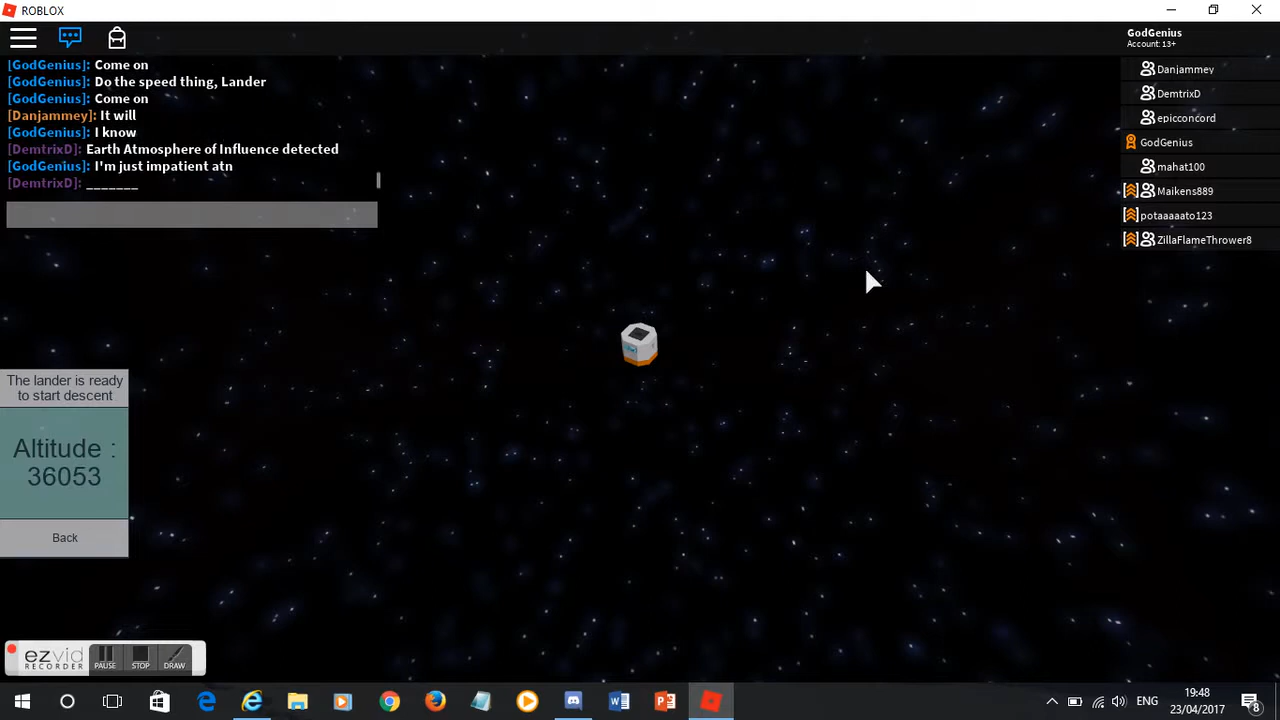 ROBLOX
GodGenius
Account: 13+
[GodGenius]: Come on
[GodGenius]: Do the speed thing, Lander
[GodGenius]: Come on
[Danjammey]: It will
[GodGenius]: I know
[DemtrixD]: Earth Atmosphere of Influence detected
[GodGenius]: I'm just impatient atn
[DemtrixD]: _______
Danjammey
DemtrixD
epicconcord
GodGenius
mahat100
Maikens889
potaaaaato123
ZillaFlameThrower8
The lander is ready
to start descent
Altitude :
36053
Back
ezvid
RECORDER
PAUSE
STOP
DRAW
ENG
19:48
23/04/2017
8